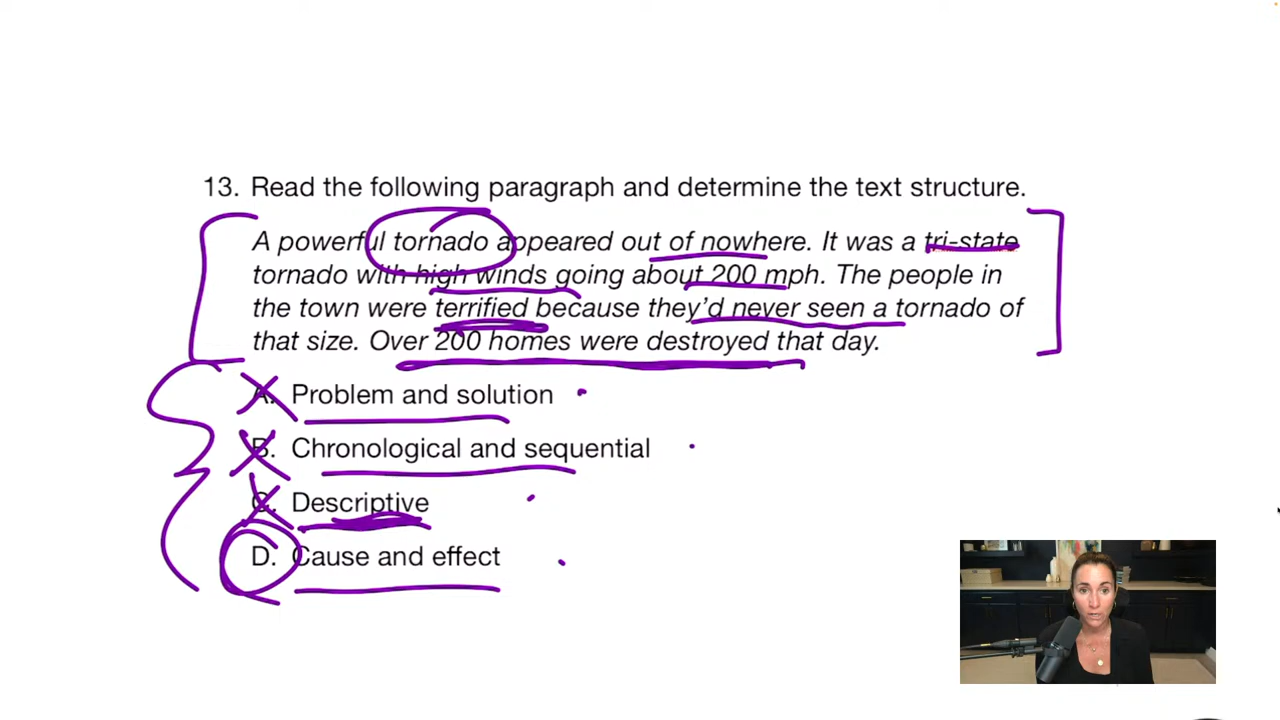 13. Read the following paragraph and determine the text structure.
A powerful tornado appeared out of nowhere. It was a tri-state
tornado with high winds going about 200 mph. The people in
the town were terrified because they'd never seen a tornado of
that size. Over 200 homes were destroyed that day.
A. Problem and solution
B. Chronological and sequential
C. Descriptive
D. Cause and effect